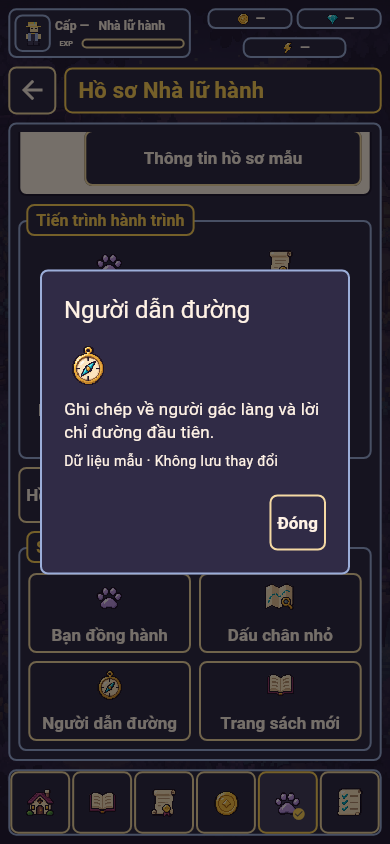 Cấp — Nhà lữ hành
EXP
—
—
—
Hồ sơ Nhà lữ hành
Thông tin hồ sơ mẫu
Tiến trình hành trình
Người dẫn đường
Ghi chép về người gác làng và lời
chỉ đường đầu tiên.
Dữ liệu mẫu · Không lưu thay đổi
Đóng
Bạn đồng hành
Dấu chân nhỏ
Người dẫn đường
Trang sách mới